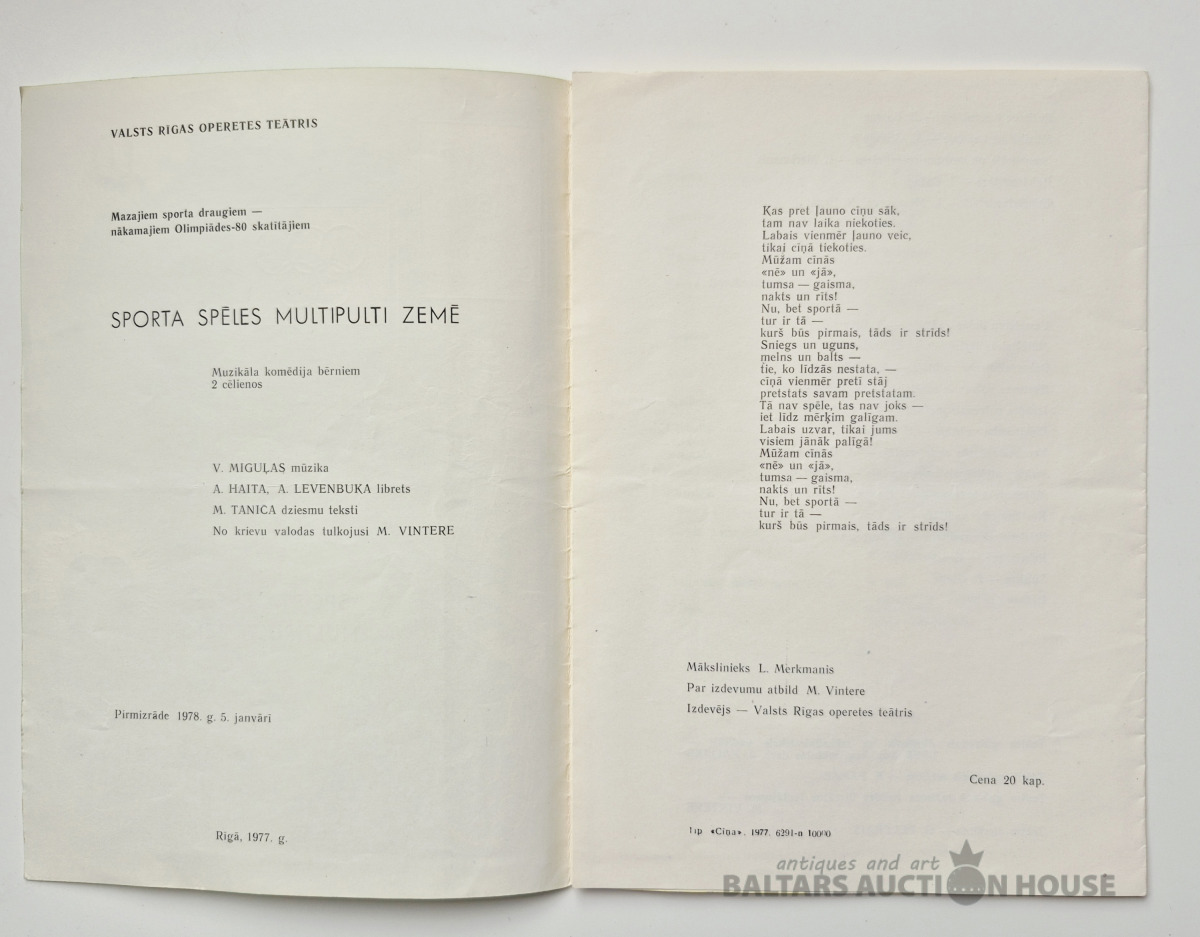 VALSTS RĪGAS OPERETES TEĀTRIS
Mazajiem sporta draugiem —
nākamajiem Olimpiādes-80 skatītājiem
SPORTA SPĒLES MULTIPULTI ZEMĒ
Muzikāla komēdija bērniem
2 cēlienos
V. MIGUĻAS mūzika
A. HAITA, A. LEVENBUKA librets
M. TANIČA dziesmu teksti
No krievu valodas tulkojusi M. VINTERE
Pirmizrāde 1978. g. 5. janvārī
Rīgā, 1977. g.
Kas pret ļauno cīņu sāk,
tam nav laika niekoties.
Labais vienmēr ļauno veic,
tikai cīņā tiekoties.
Mūžam cīnās
«nē» un «jā»,
tumsa — gaisma,
nakts un rīts!
Nu, bet sportā —
tur ir tā —
kurš būs pirmais, tāds ir strīds!
Sniegs un uguns,
melns un balts —
tie, ko līdzās nestata, —
cīņā vienmēr pretī stāj
pretstats savam pretstatam.
Tā nav spēle, tas nav joks —
iet līdz mērķim galīgam.
Labais uzvar, tikai jums
visiem jānāk palīgā!
Mūžam cīnās
«nē» un «jā»,
tumsa — gaisma,
nakts un rīts!
Nu, bet sportā —
tur ir tā —
kurš būs pirmais, tāds ir strīds!
Mākslinieks L. Merkmanis
Par izdevumu atbild M. Vintere
Izdevējs — Valsts Rīgas operetes teātris
Cena 20 kap.
Tip «Cīņa», 1977. 6291-n 10000
antiques and art
BALTARS AUCTION HOUSE